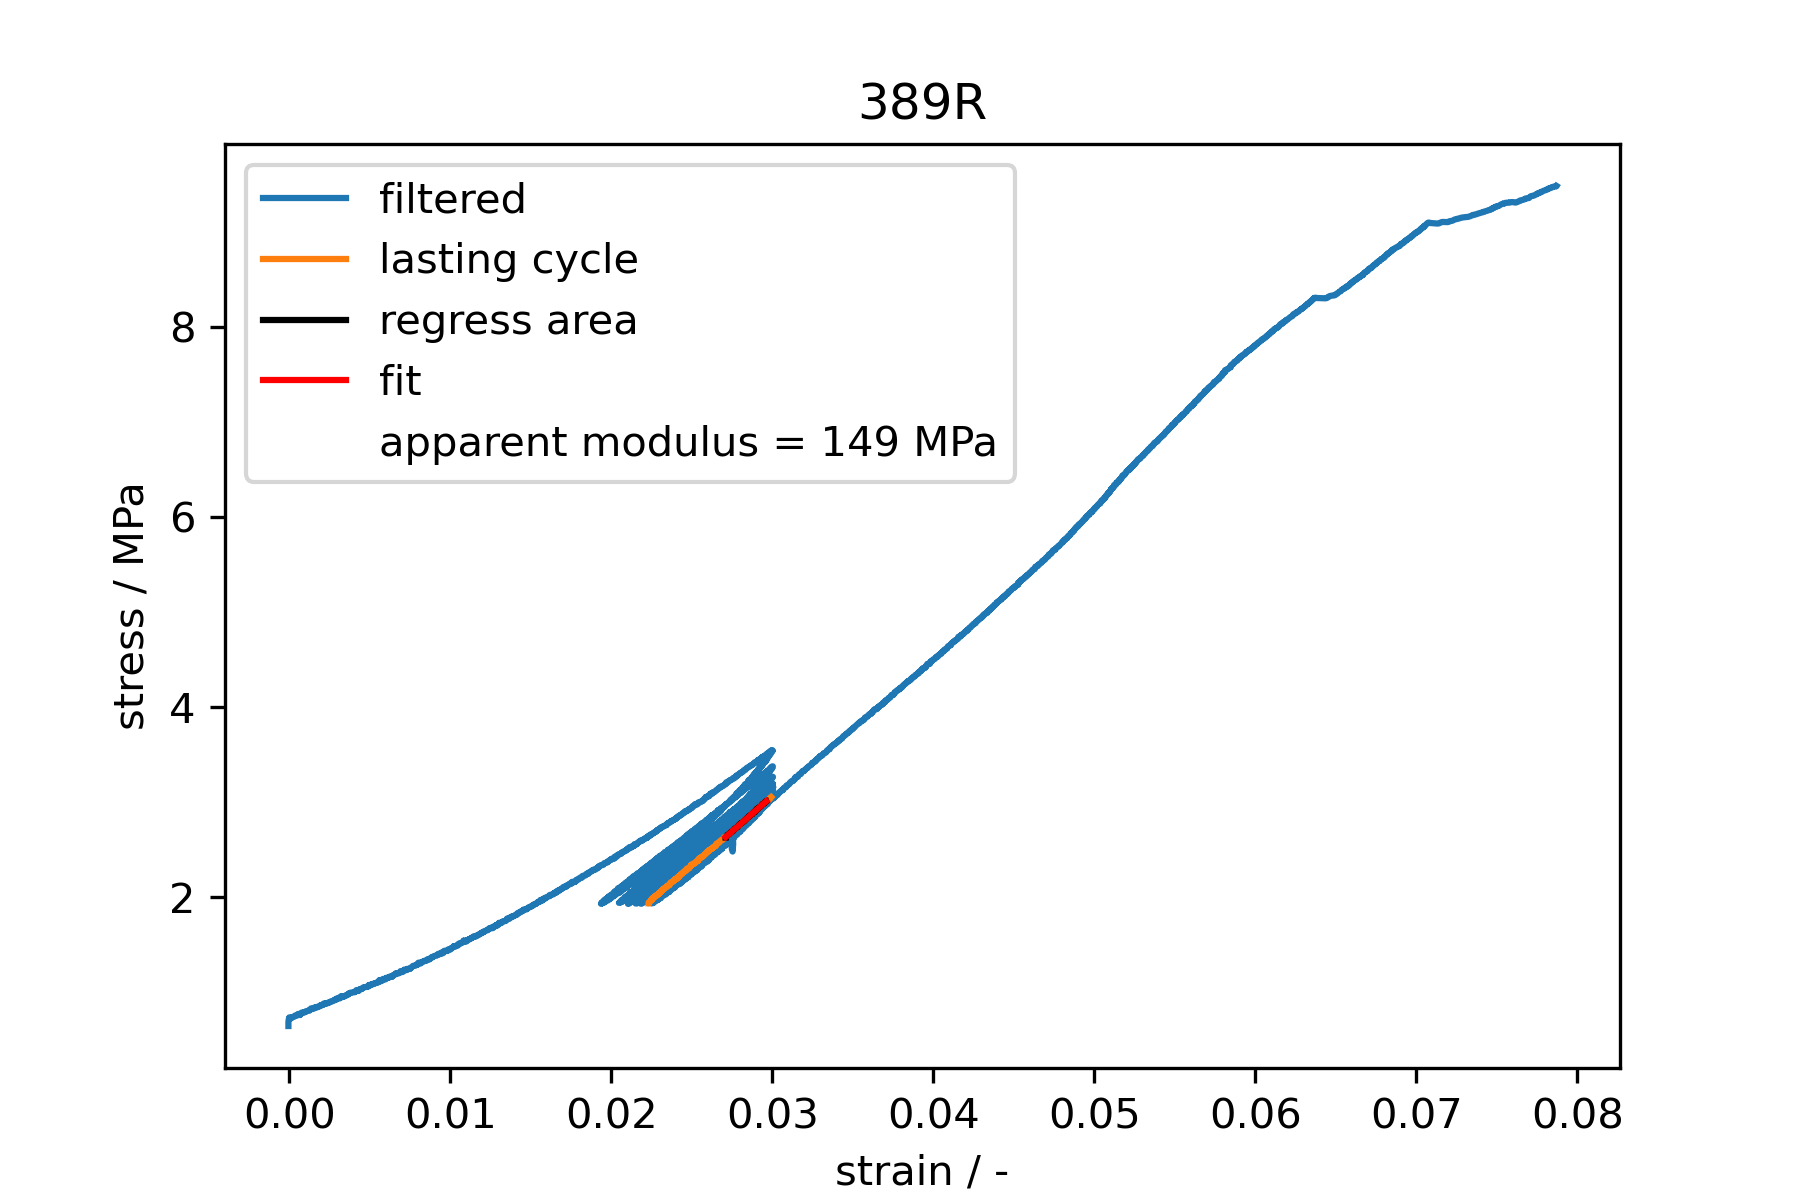 389R
filtered
lasting cycle
regress area
fit
apparent modulus = 149 MPa
stress / MPa
8
6
4
2
0.00 0.01 0.02 0.03 0.04 0.05 0.06 0.07 0.08
strain / -